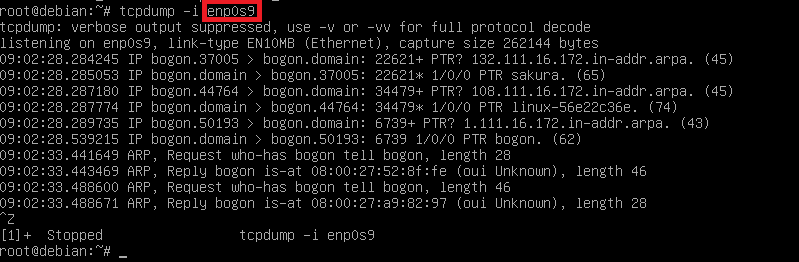 root@debian:~# tcpdump -i enp0s9
tcpdump: verbose output suppressed, use -v or -vv for full protocol decode
listening on enp0s9, link-type EN10MB (Ethernet), capture size 262144 bytes
09:02:28.284245 IP bogon.37005 > bogon.domain: 22621+ PTR? 132.111.16.172.in-addr.arpa. (45)
09:02:28.285053 IP bogon.domain > bogon.37005: 22621* 1/0/0 PTR sakura. (65)
09:02:28.287180 IP bogon.44764 > bogon.domain: 34479+ PTR? 108.111.16.172.in-addr.arpa. (45)
09:02:28.287774 IP bogon.domain > bogon.44764: 34479* 1/0/0 PTR linux-56e22c36e. (74)
09:02:28.289735 IP bogon.50193 > bogon.domain: 6739+ PTR? 1.111.16.172.in-addr.arpa. (43)
09:02:28.539215 IP bogon.domain > bogon.50193: 6739 1/0/0 PTR bogon. (62)
09:02:33.441649 ARP, Request who-has bogon tell bogon, length 28
09:02:33.443469 ARP, Reply bogon is-at 08:00:27:52:8f:fe (oui Unknown), length 46
09:02:33.488600 ARP, Request who-has bogon tell bogon, length 46
09:02:33.488671 ARP, Reply bogon is-at 08:00:27:a9:82:97 (oui Unknown), length 28
^Z
[1]+  Stopped                 tcpdump -i enp0s9
root@debian:~# _